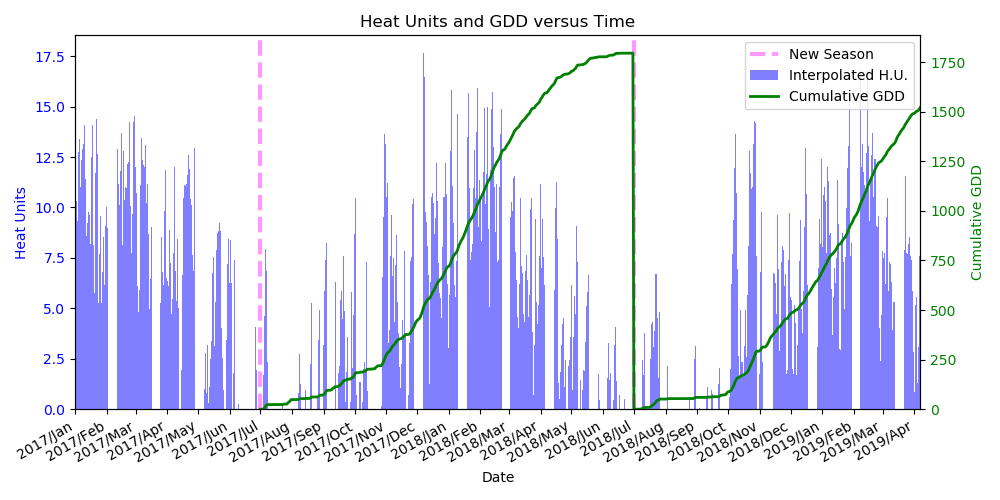 Heat Units and GDD versus Time
New Season
Interpolated H.U.
Cumulative GDD
Heat Units
17.5
15.0
12.5
10.0
7.5
5.0
2.5
0.0
Cumulative GDD
1750
1500
1250
1000
750
500
250
0
2017/Jan
2017/Feb
2017/Mar
2017/Apr
2017/May
2017/Jun
2017/Jul
2017/Aug
2017/Sep
2017/Oct
2017/Nov
2017/Dec
2018/Jan
2018/Feb
2018/Mar
2018/Apr
2018/May
2018/Jun
2018/Jul
2018/Aug
2018/Sep
2018/Oct
2018/Nov
2018/Dec
2019/Jan
2019/Feb
2019/Mar
2019/Apr
Date